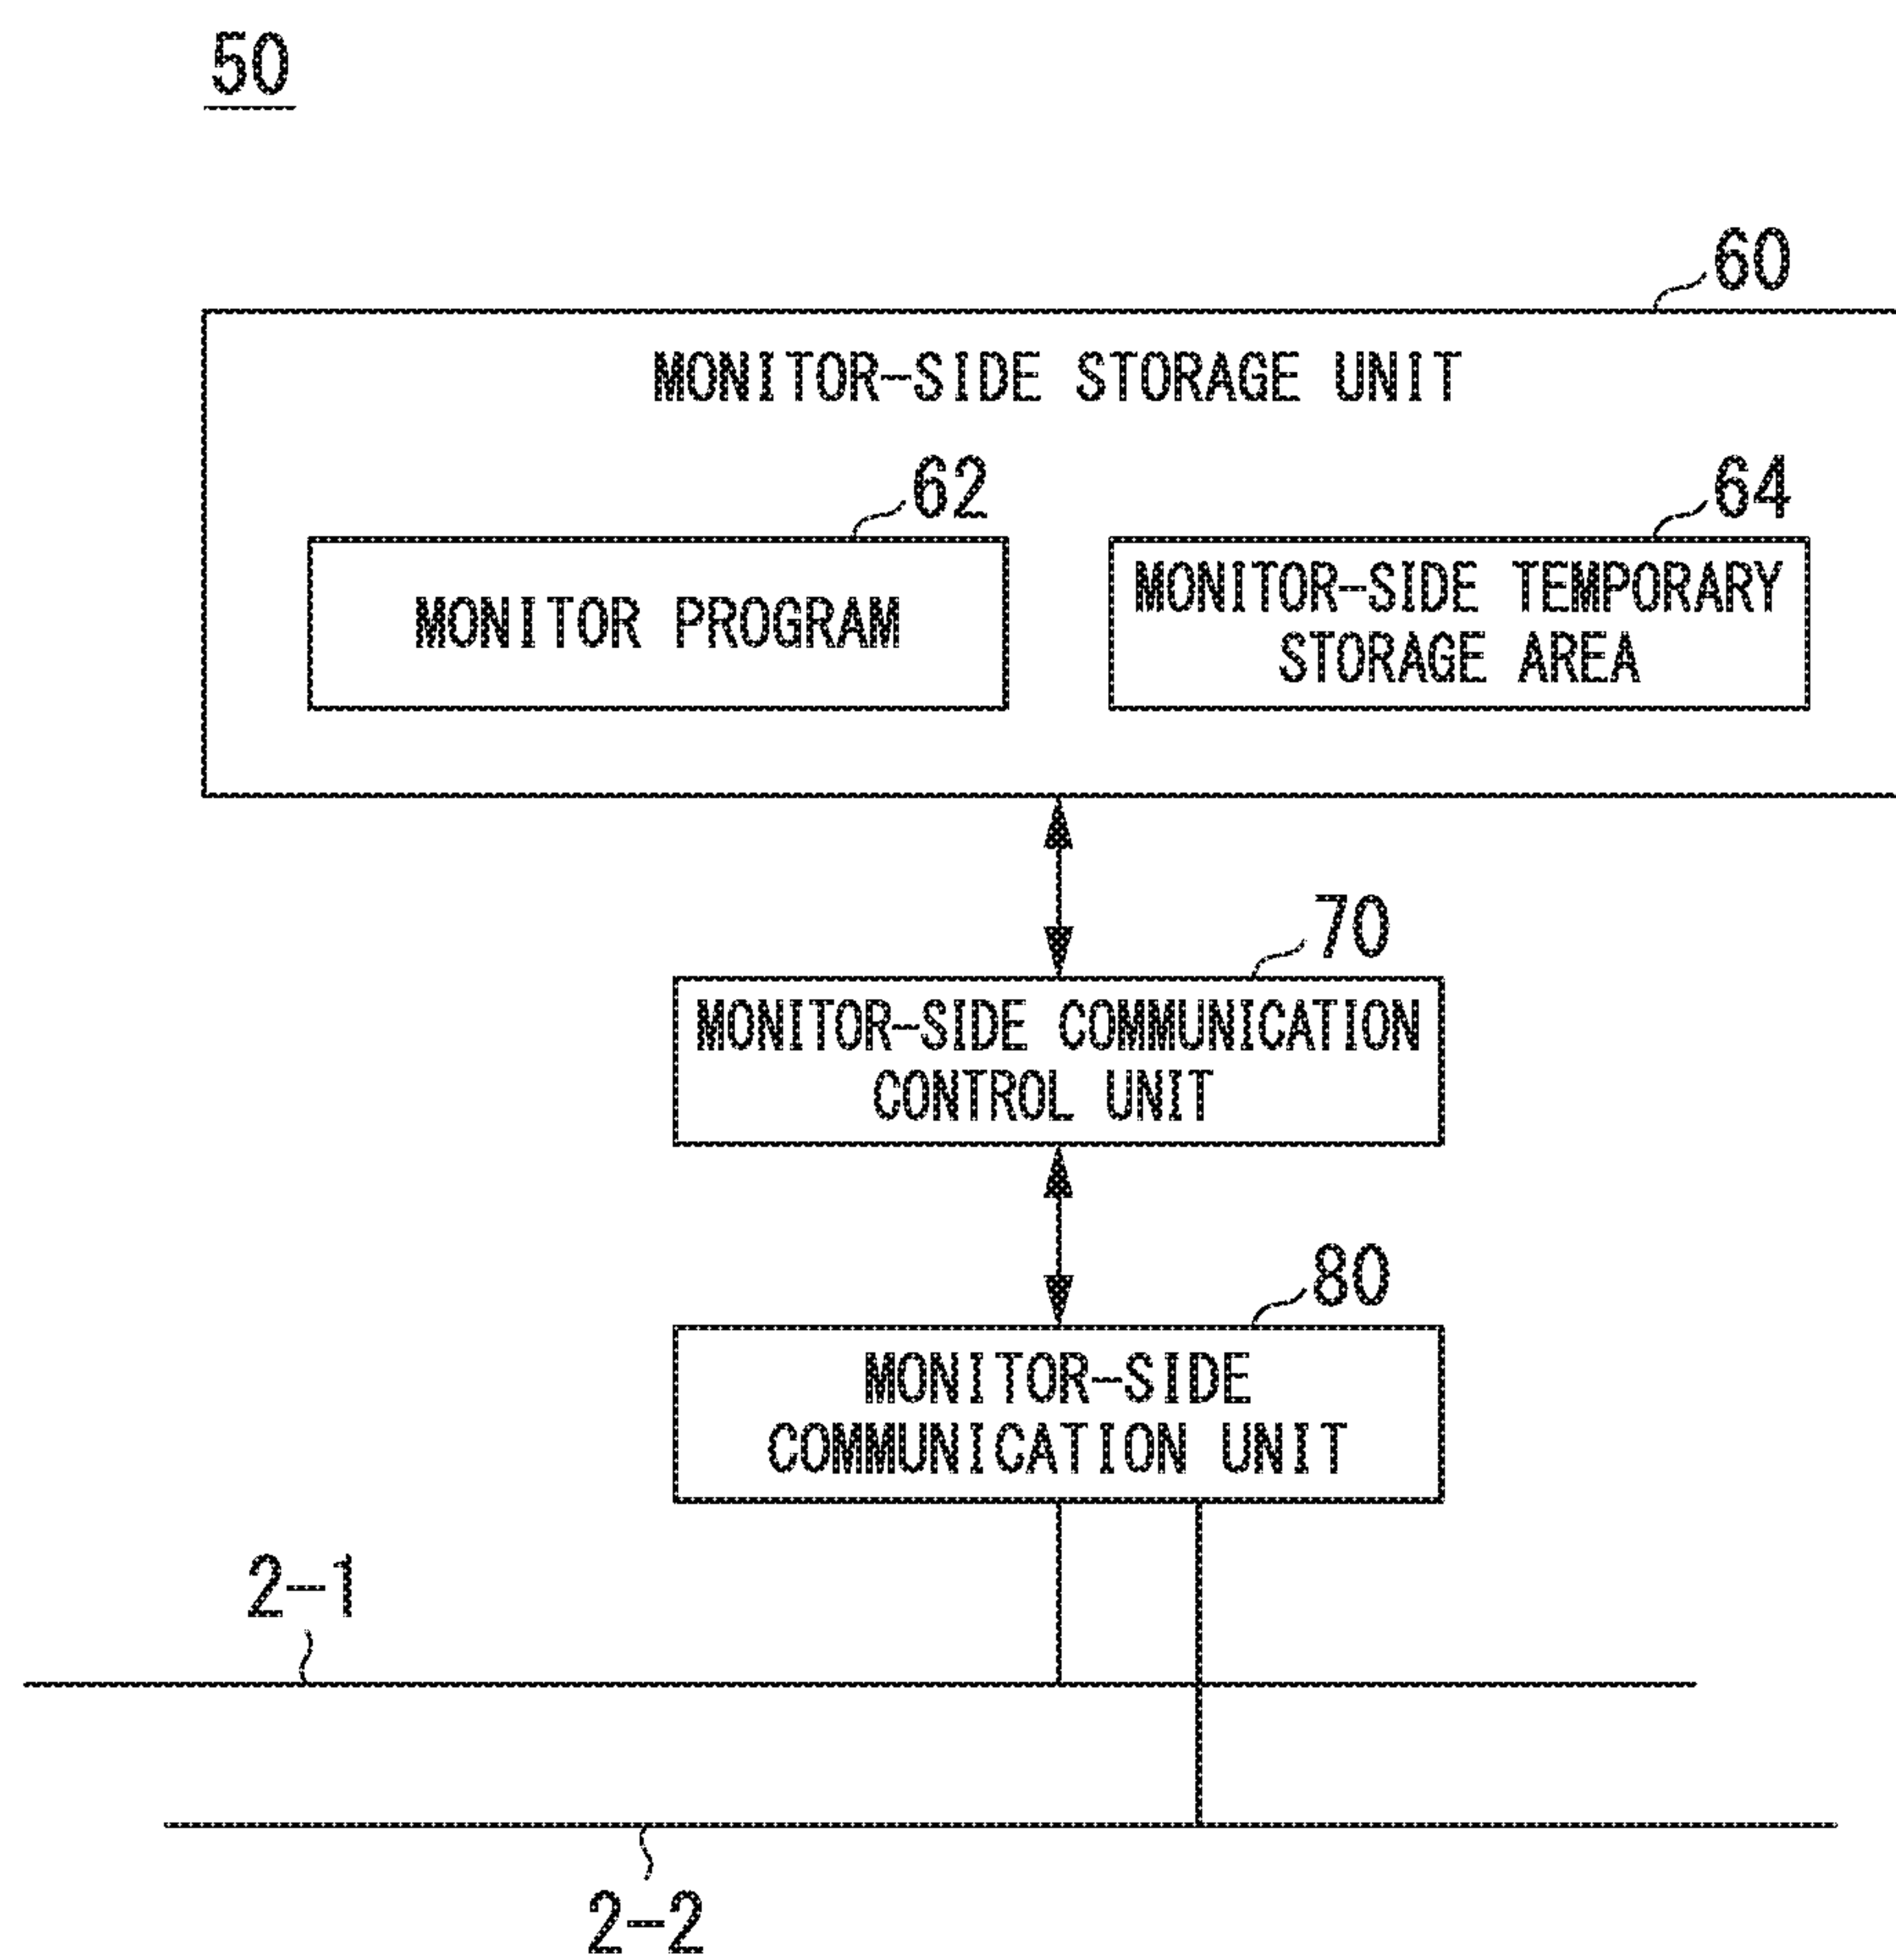 50
60
MONITOR-SIDE STORAGE UNIT
62
64
MONITOR PROGRAM
MONITOR-SIDE TEMPORARY
STORAGE AREA
70
MONITOR-SIDE COMMUNICATION
CONTROL UNIT
80
MONITOR-SIDE
COMMUNICATION UNIT
2-1
2-2